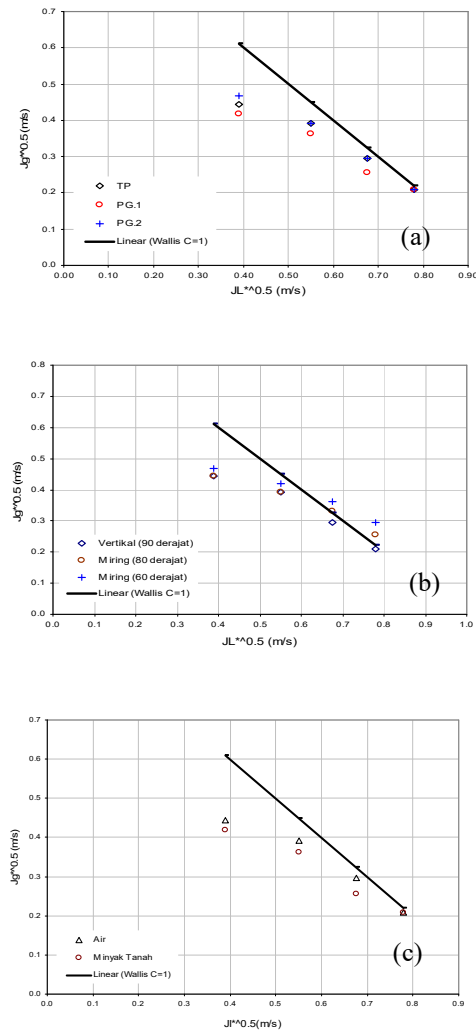 0.7
0.6
0.5
0.4
0.3
0.2
0.1
0.0
Jg*^0.5 (m/s)
TP
PG.1
PG.2
Linear (Wallis C=1)
(a)
0.00 0.10 0.20 0.30 0.40 0.50 0.60 0.70 0.80 0.90
JL*^0.5 (m/s)
0.8
0.7
0.6
0.5
0.4
0.3
0.2
0.1
0.0
Jg*^0.5 (m/s)
Vertikal (90 derajat)
Miring (80 derajat)
Miring (60 derajat)
Linear (Wallis C=1)
(b)
0.0 0.1 0.2 0.3 0.4 0.5 0.6 0.7 0.8 0.9 1.0
JL*^0.5 (m/s)
0.7
0.6
0.5
0.4
0.3
0.2
0.1
0.0
Jg*^0.5 (m/s)
Air
Minyak Tanah
Linear (Wallis C=1)
(c)
0.0 0.1 0.2 0.3 0.4 0.5 0.6 0.7 0.8 0.9
Jl*^0.5(m/s)